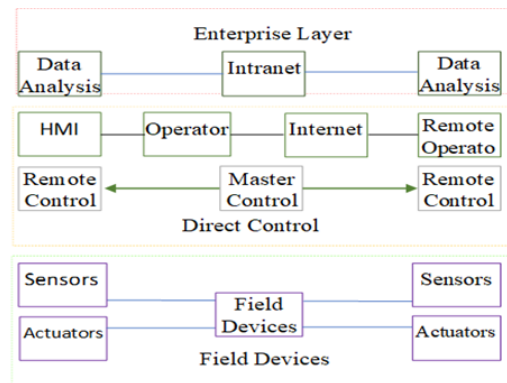 Enterprise Layer
Data Analysis
Intranet
Data Analysis
HMI
Operator
Internet
Remote Operato
Remote Control
Master Control
Remote Control
Direct Control
Sensors
Sensors
Field Devices
Actuators
Actuators
Field Devices